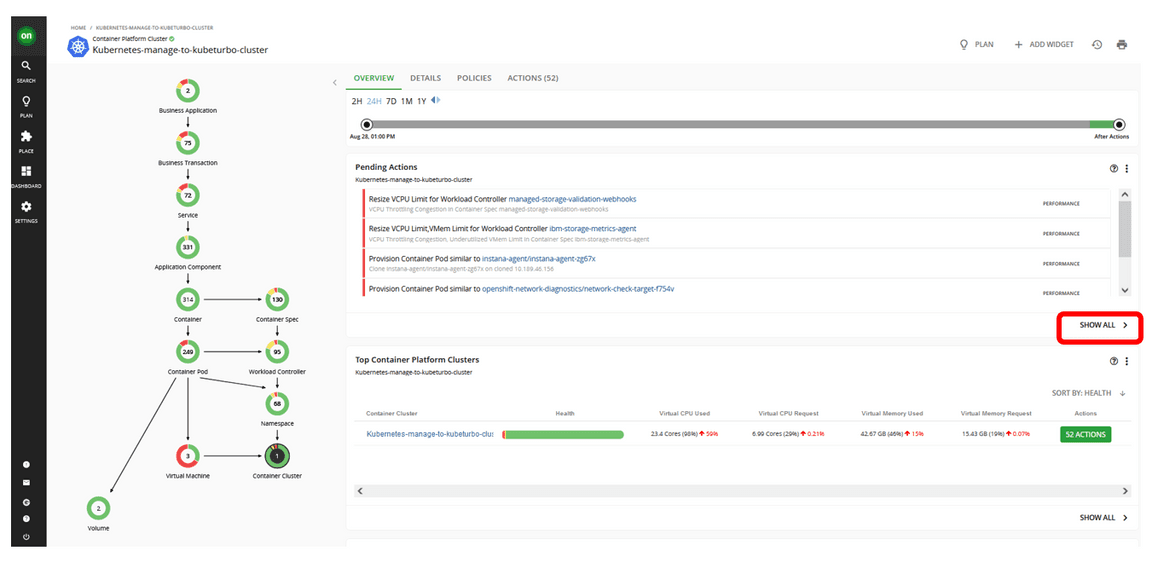 on
SEARCH
PLAN
PLACE
DASHBOARD
SETTINGS
HOME / KUBERNETES-MANAGE-TO-KUBETURBO-CLUSTER
Container Platform Cluster
Kubernetes-manage-to-kubeturbo-cluster
PLAN
ADD WIDGET
2
Business Application
75
Business Transaction
72
Service
331
Application Component
314
Container
130
Container Spec
249
Container Pod
95
Workload Controller
68
Namespace
3
Virtual Machine
1
Container Cluster
2
Volume
OVERVIEW DETAILS POLICIES ACTIONS (52)
2H 24H 7D 1M 1Y
Aug 28, 01:00 PM
After Actions
Pending Actions
Kubernetes-manage-to-kubeturbo-cluster
Resize VCPU Limit for Workload Controller managed-storage-validation-webhooks
VCPU Throttling Congestion in Container Spec managed-storage-validation-webhooks
PERFORMANCE
Resize VCPU Limit,VMem Limit for Workload Controller ibm-storage-metrics-agent
VCPU Throttling Congestion, Underutilized VMem Limit in Container Spec ibm-storage-metrics-agent
PERFORMANCE
Provision Container Pod similar to instana-agent/instana-agent-zg67x
Clone instana-agent/instana-agent-zg67x on cloned 10.189.46.156
PERFORMANCE
Provision Container Pod similar to openshift-network-diagnostics/network-check-target-f754v
PERFORMANCE
SHOW ALL
Top Container Platform Clusters
Kubernetes-manage-to-kubeturbo-cluster
SORT BY: HEALTH
Container Cluster Health Virtual CPU Used Virtual CPU Request Virtual Memory Used Virtual Memory Request Actions
Kubernetes-manage-to-kubeturbo-clu 23.4 Cores (98%) 59% 6.99 Cores (29%) 0.21% 42.67 GB (46%) 15% 15.43 GB (19%) 0.07% 52 ACTIONS
SHOW ALL